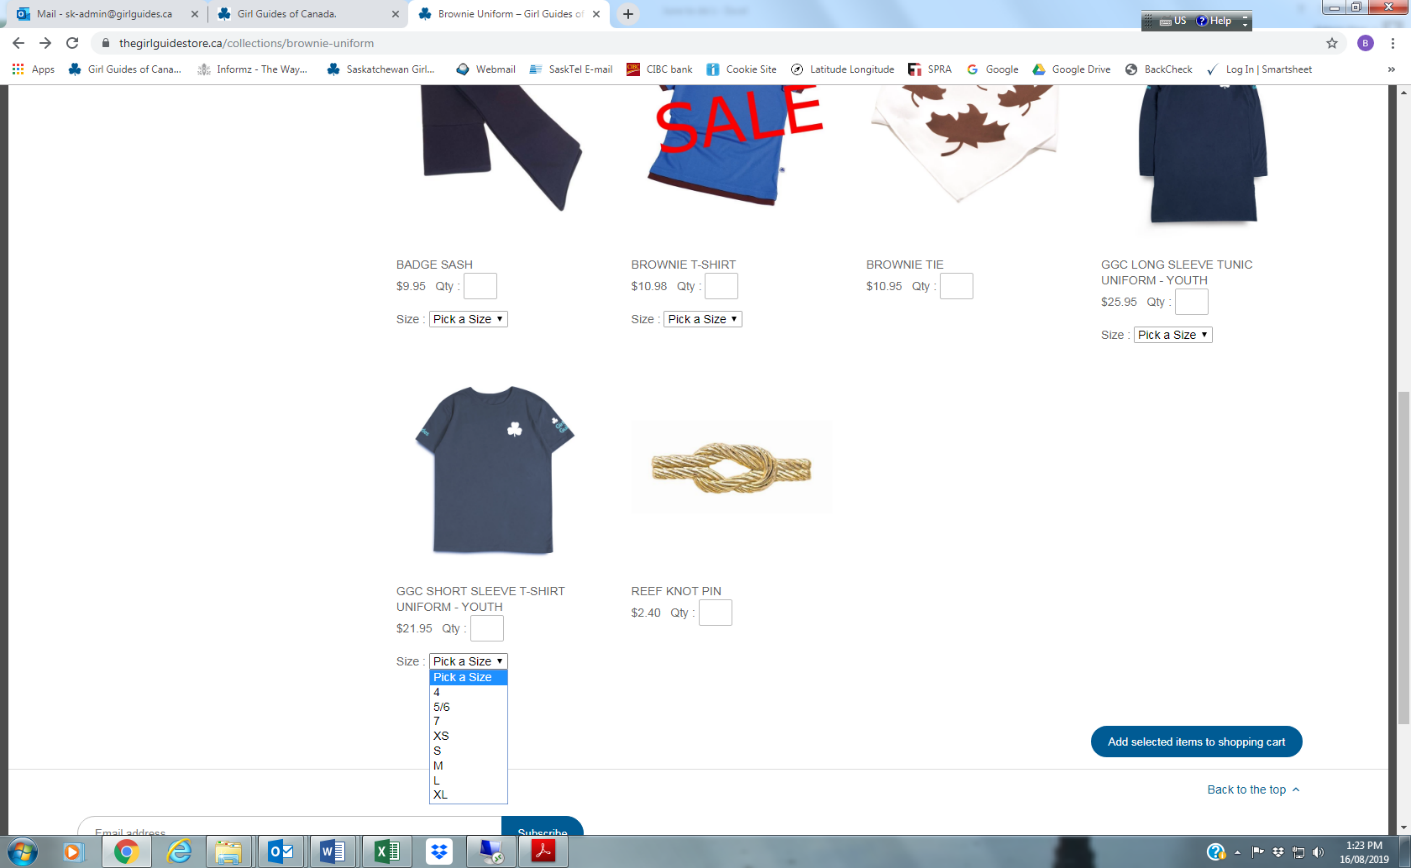 Mail - sk-admin@girlguides.ca
Girl Guides of Canada.
Brownie Uniform – Girl Guides of
US Help
thegirlguidestore.ca/collections/brownie-uniform
B
Apps
Girl Guides of Cana...
Informz - The Way...
Saskatchewan Girl...
Webmail
SaskTel E-mail
CIBC bank
Cookie Site
Latitude Longitude
SPRA
Google
Google Drive
BackCheck
Log In | Smartsheet
»
SALE
BADGE SASH
$9.95 Qty :
Size : Pick a Size
BROWNIE T-SHIRT
$10.98 Qty :
Size : Pick a Size
BROWNIE TIE
$10.95 Qty :
GGC LONG SLEEVE TUNIC
UNIFORM - YOUTH
$25.95 Qty :
Size : Pick a Size
GGC SHORT SLEEVE T-SHIRT
UNIFORM - YOUTH
$21.95 Qty :
Size : Pick a Size
Pick a Size
4
5/6
7
XS
S
M
L
XL
REEF KNOT PIN
$2.40 Qty :
Add selected items to shopping cart
Back to the top
Email address
Subscribe
1:23 PM
16/08/2019